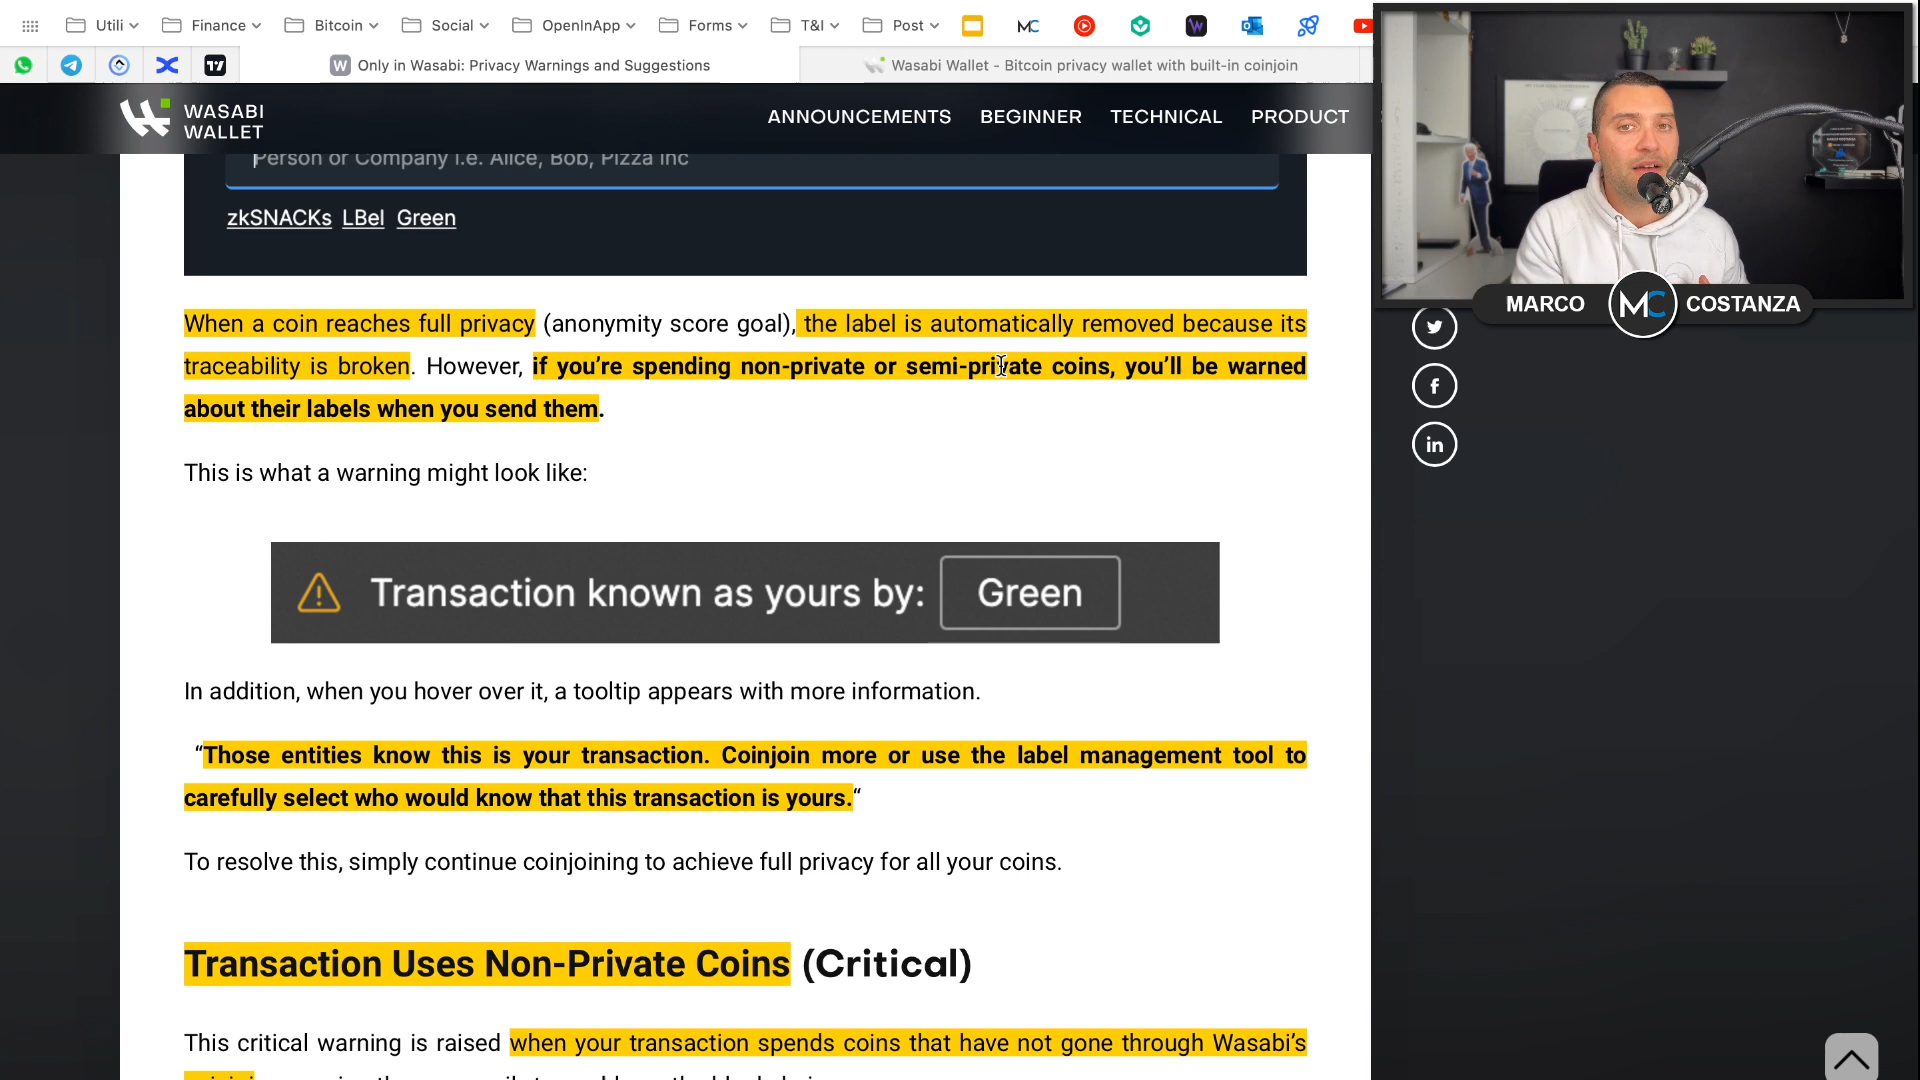 Utili
Finance
Bitcoin
Social
OpenInApp
Forms
T&I
Post
Only in Wasabi: Privacy Warnings and Suggestions
Wasabi Wallet - Bitcoin privacy wallet with built-in coinjoin
WASABI
WALLET
ANNOUNCEMENTS
BEGINNER
TECHNICAL
PRODUCT
Person or Company i.e. Alice, Bob, Pizza Inc
zkSNACKs LBel Green
MARCO MC COSTANZA
When a coin reaches full privacy (anonymity score goal), the label is automatically removed because its
traceability is broken. However, if you’re spending non-private or semi-private coins, you’ll be warned
about their labels when you send them.
This is what a warning might look like:
Transaction known as yours by: Green
In addition, when you hover over it, a tooltip appears with more information.
“Those entities know this is your transaction. Coinjoin more or use the label management tool to
carefully select who would know that this transaction is yours.“
To resolve this, simply continue coinjoining to achieve full privacy for all your coins.
Transaction Uses Non-Private Coins (Critical)
This critical warning is raised when your transaction spends coins that have not gone through Wasabi’s